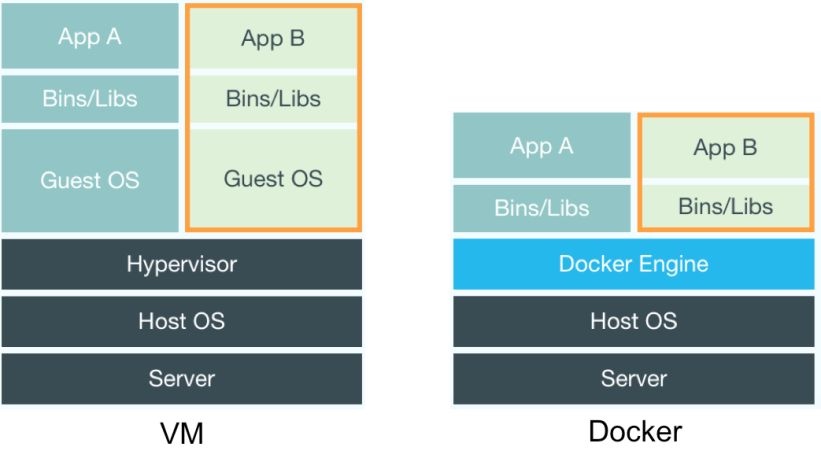 App A
App B
Bins/Libs
Bins/Libs
Guest OS
Guest OS
Hypervisor
Host OS
Server
VM
App A
App B
Bins/Libs
Bins/Libs
Docker Engine
Host OS
Server
Docker